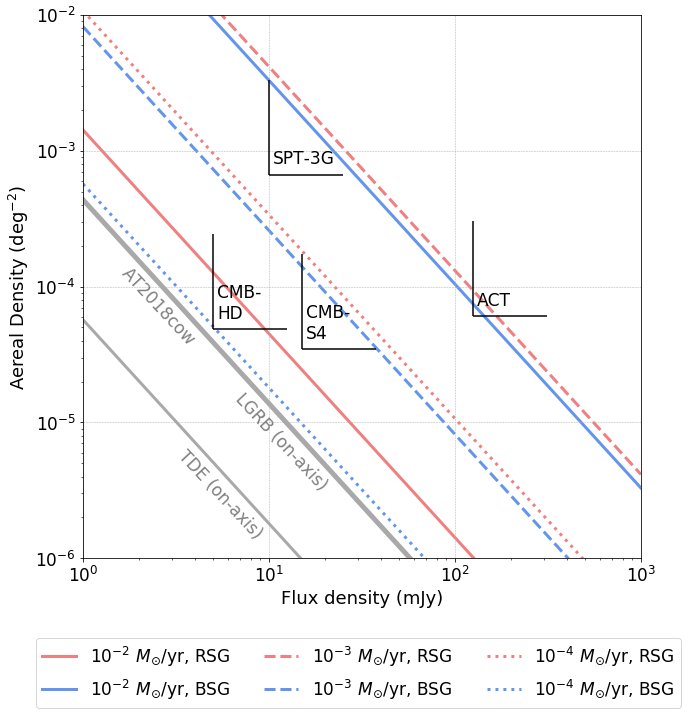 10⁻²
10⁻³
10⁻⁴
10⁻⁵
10⁻⁶
Aereal Density (deg⁻²)
SPT-3G
ACT
CMB-
HD
CMB-
S4
AT2018cow
LGRB (on-axis)
TDE (on-axis)
10⁰
10¹
10²
10³
Flux density (mJy)
10⁻² M⊙/yr, RSG
10⁻³ M⊙/yr, RSG
10⁻⁴ M⊙/yr, RSG
10⁻² M⊙/yr, BSG
10⁻³ M⊙/yr, BSG
10⁻⁴ M⊙/yr, BSG